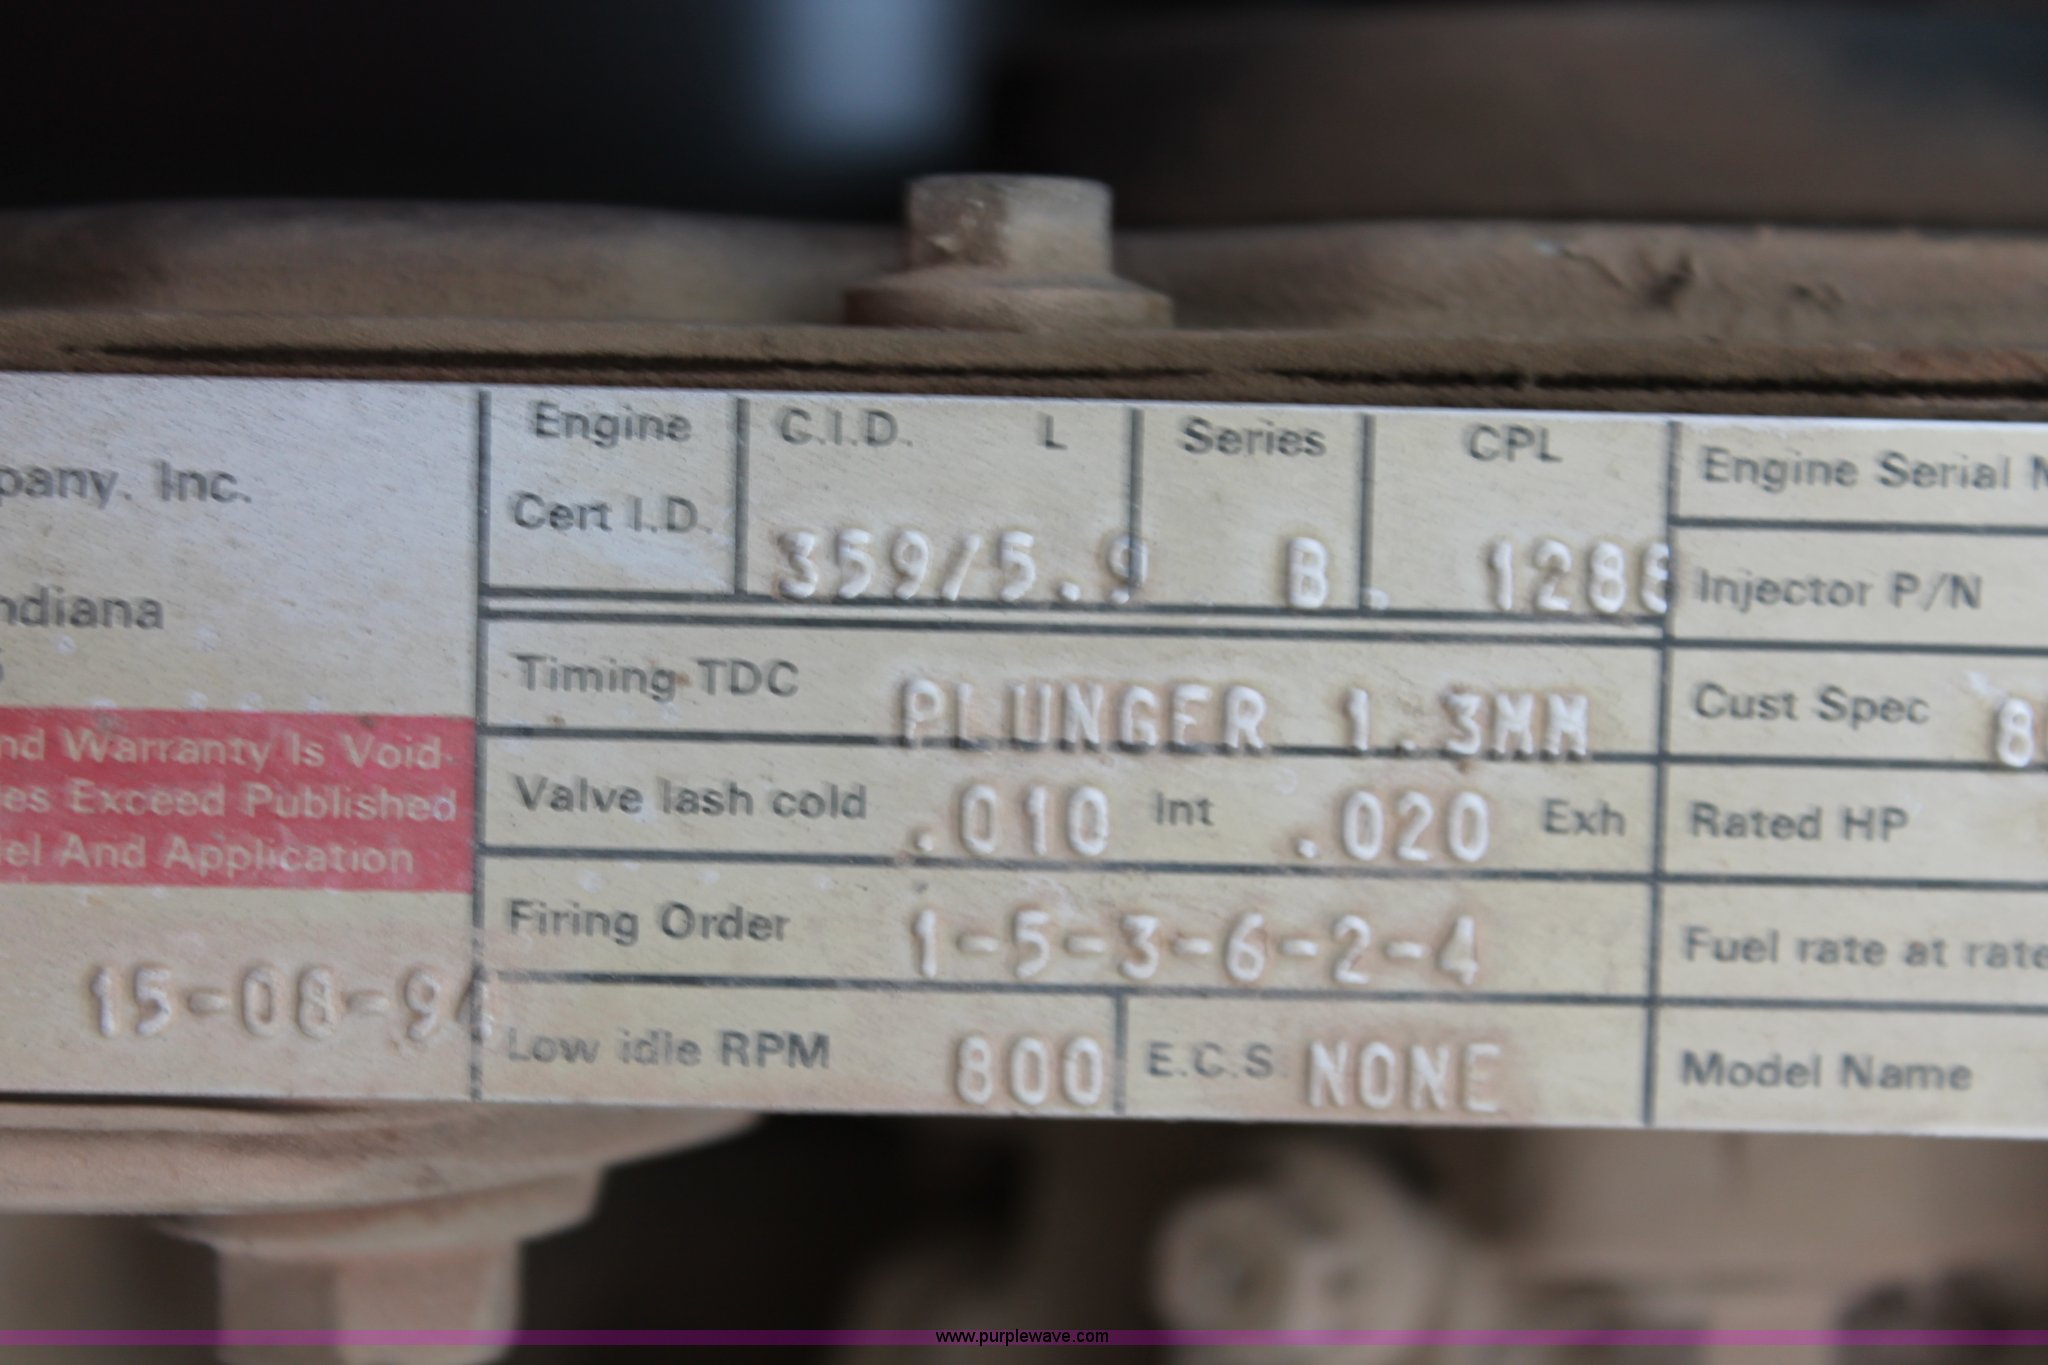 pany, Inc.
ndiana
nd Warranty Is Void
es Exceed Published
el And Application
15-08-94
Engine
Cert I.D.
C.I.D. L
359/5.9
Series
B.
CPL
128
Timing-TDC PLUNGER 1.3MM
Valve lash cold .010 Int .020 Exh
Firing Order 1-5-3-6-2-4
Low idle RPM 800 E.C.S. NONE
Engine Serial N
Injector P/N
Cust Spec 8
Rated HP
Fuel rate at rate
Model Name
www.purplewave.com